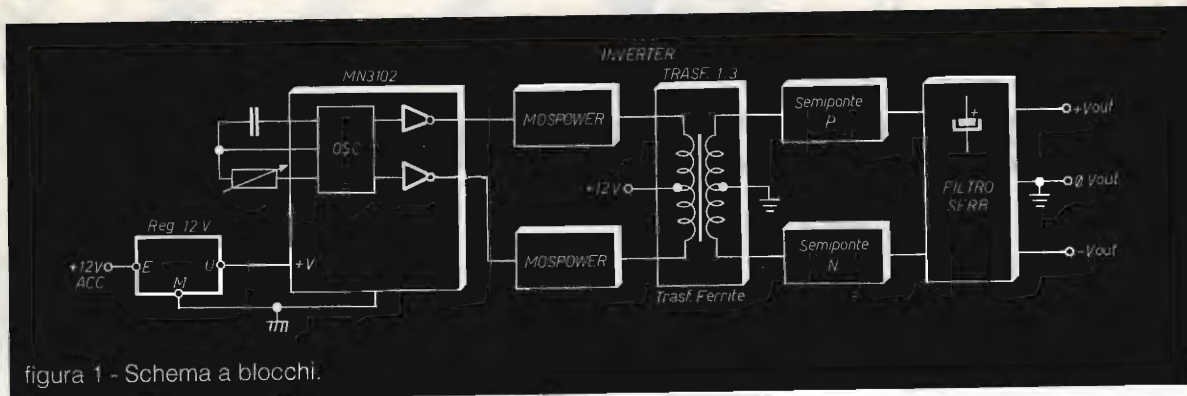 INVERTER
MN3102
TRASF. 1:3
OSC
MOSPOWER
Semiponte
P
+
+Vout
+12V
FILTRO
SERB
Ø Vout
Reg 12 V
+12V
ACC
E
U
M
+V
MOSPOWER
Trasf. Ferrite
Semiponte
N
-Vout
figura 1 - Schema a blocchi.